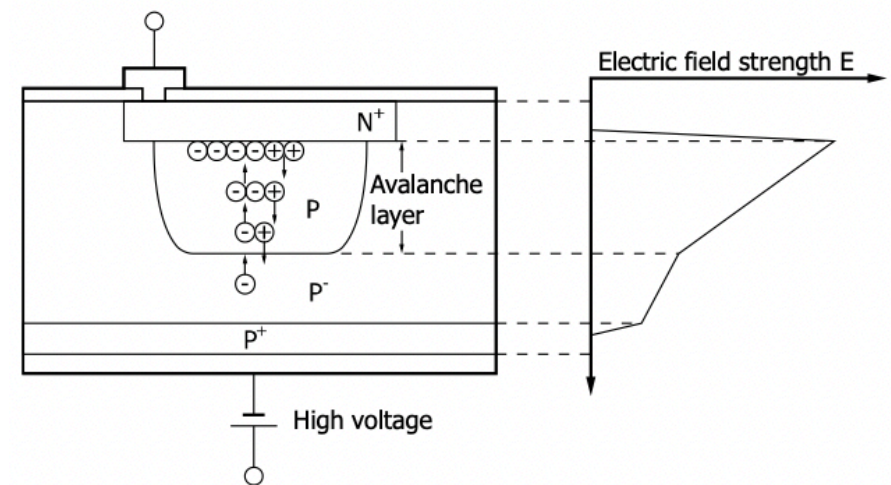 Electric field strength E
N⁺
Avalanche
layer
P
P⁻
P⁺
High voltage